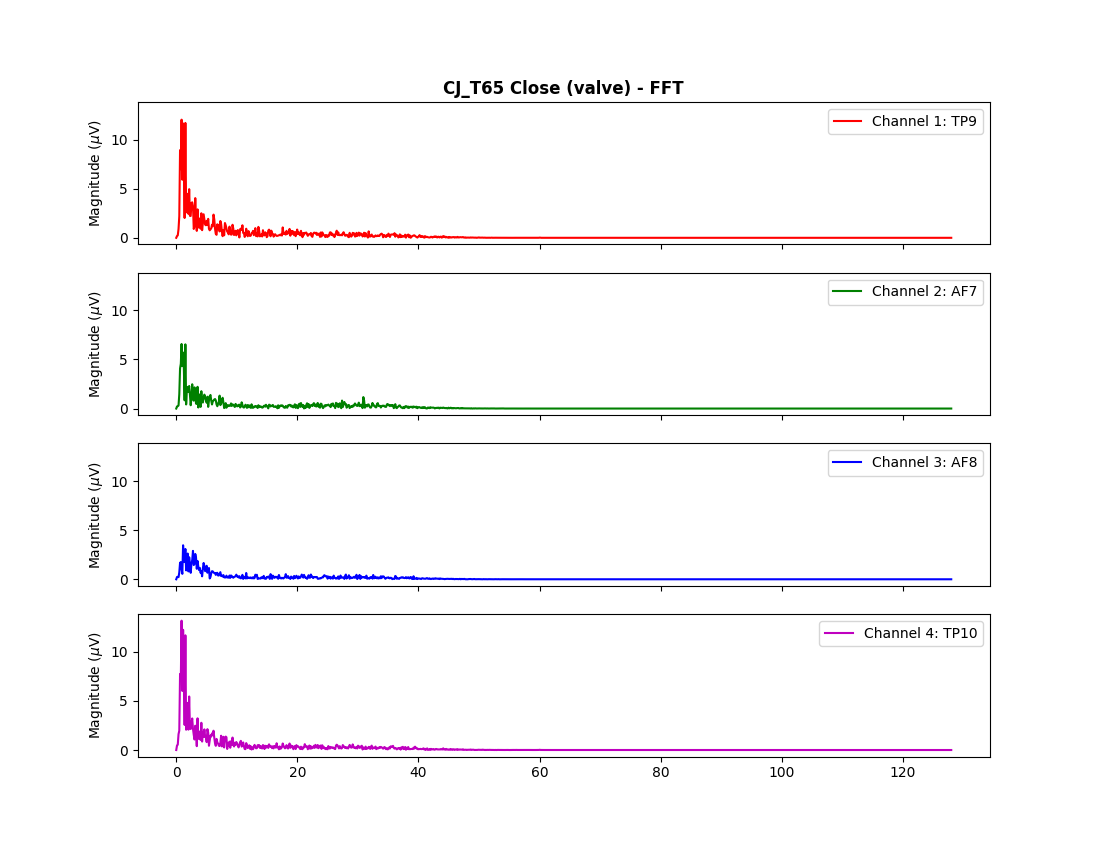 CJ_T65 Close (valve) - FFT
Magnitude (μV)
10
5
0
Channel 1: TP9
Magnitude (μV)
10
5
0
Channel 2: AF7
Magnitude (μV)
10
5
0
Channel 3: AF8
Magnitude (μV)
10
5
0
Channel 4: TP10
0 20 40 60 80 100 120